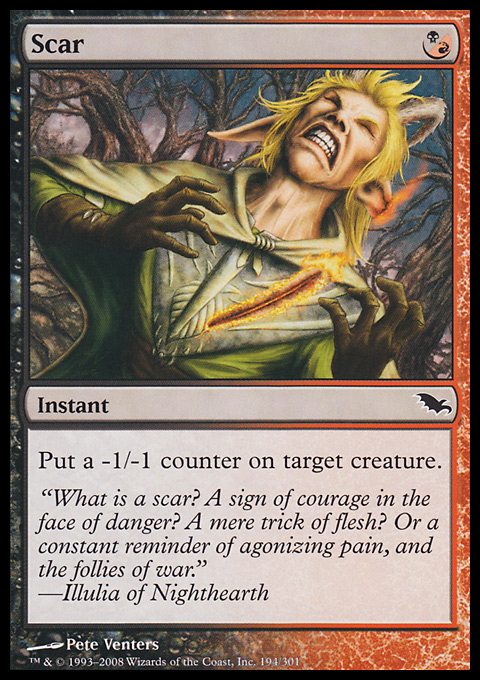 Scar
Instant
Put a -1/-1 counter on target creature.
“What is a scar? A sign of courage in the
face of danger? A mere trick of flesh? Or a
constant reminder of agonizing pain, and
the follies of war.”
—Illulia of Nighthearth
Pete Venters
™ & © 1993–2008 Wizards of the Coast, Inc. 194/301